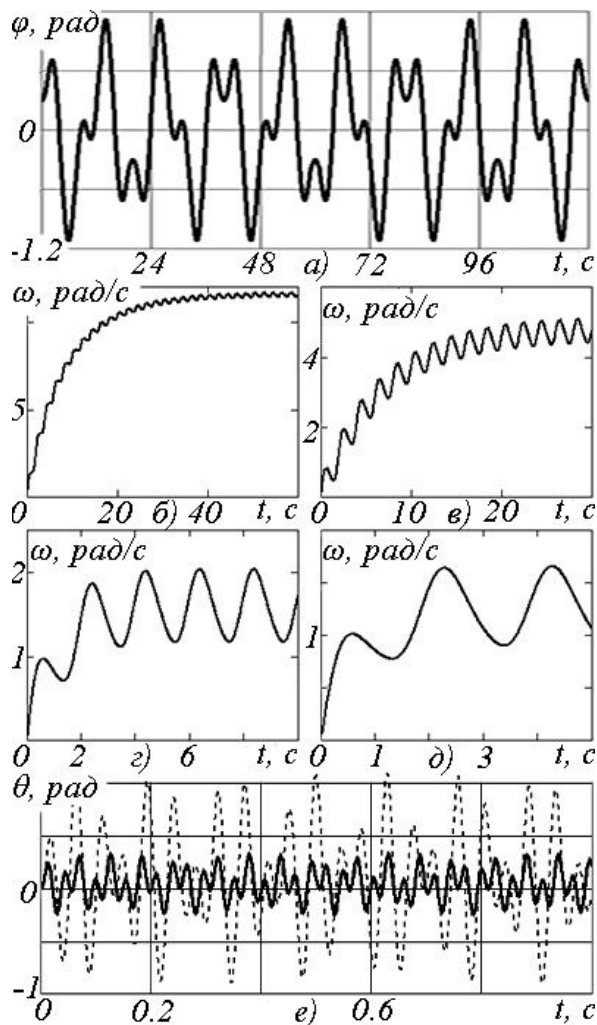 φ, рад
0
-1.2
24 48 а) 72 96 t, с
ω, рад/с
5
0 20 б) 40 t, с
ω, рад/с
4
2
0 10 в) 20 t, с
ω, рад/с
2
1
0 2 г) 6 t, с
ω, рад/с
1
0 1 д) 3 t, с
θ, рад
0
-1
0 0.2 е) 0.6 t, с